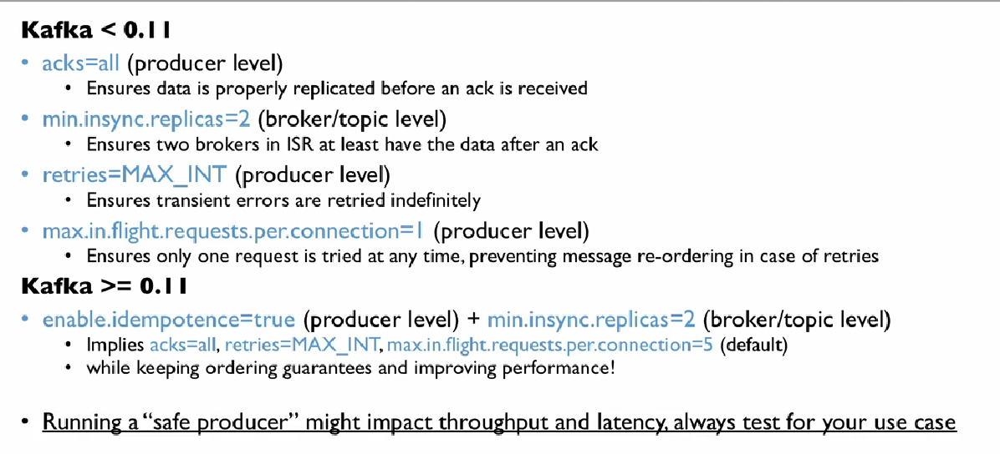 Kafka < 0.11
• acks=all (producer level)
• Ensures data is properly replicated before an ack is received
• min.insync.replicas=2 (broker/topic level)
• Ensures two brokers in ISR at least have the data after an ack
• retries=MAX_INT (producer level)
• Ensures transient errors are retried indefinitely
• max.in.flight.requests.per.connection=1 (producer level)
• Ensures only one request is tried at any time, preventing message re-ordering in case of retries
Kafka >= 0.11
• enable.idempotence=true (producer level) + min.insync.replicas=2 (broker/topic level)
• Implies acks=all, retries=MAX_INT, max.in.flight.requests.per.connection=5 (default)
• while keeping ordering guarantees and improving performance!
• Running a “safe producer” might impact throughput and latency, always test for your use case